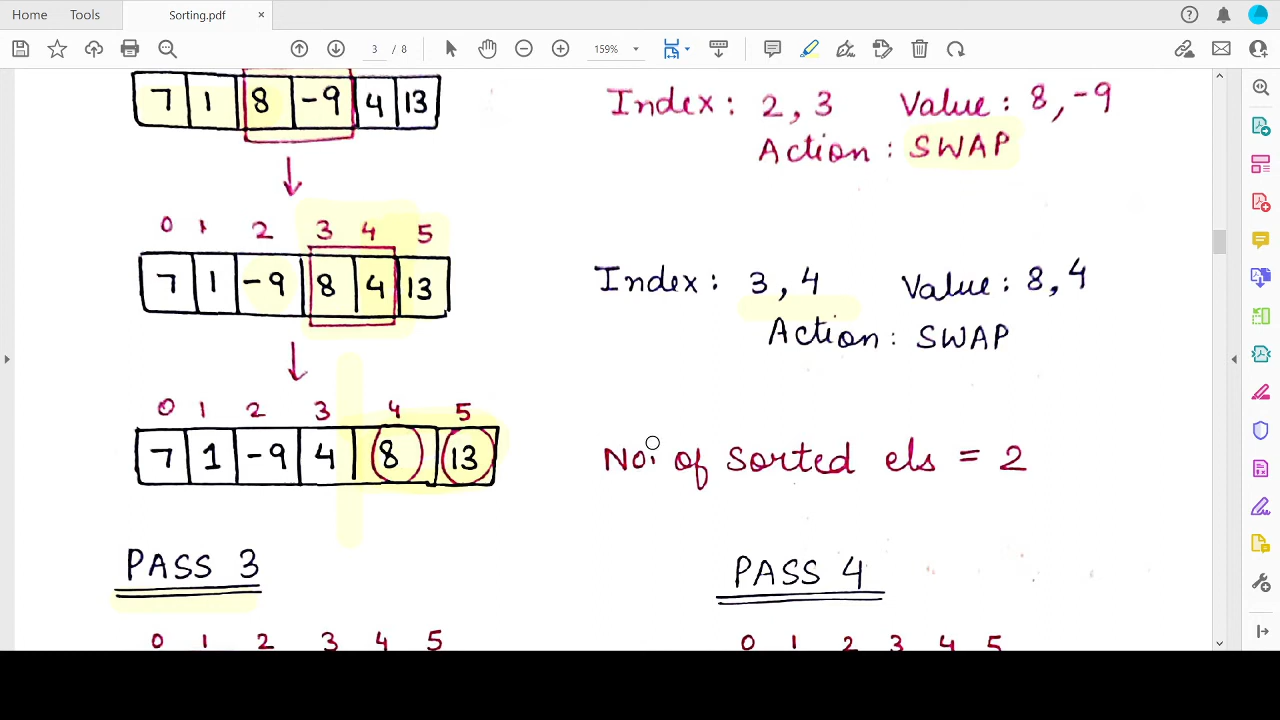 Home Tools Sorting.pdf ×
3 / 8 159%
7 1 8 -9 4 13
Index: 2, 3 Value: 8, -9
Action: SWAP
0 1 2 3 4 5
7 1 -9 8 4 13
Index: 3, 4 Value: 8, 4
Action: SWAP
0 1 2 3 4 5
7 1 -9 4 8 13
No. of sorted els = 2
PASS 3
PASS 4
0 1 2 3 4 5
0 1 2 3 4 5